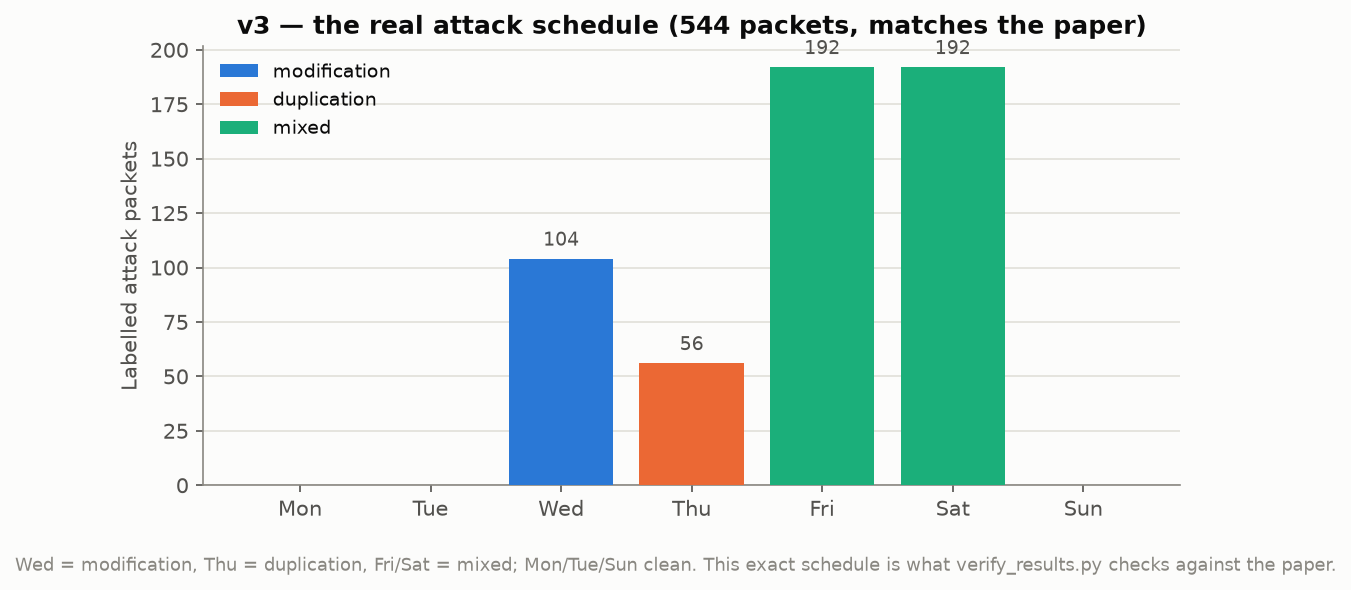 v3 — the real attack schedule (544 packets, matches the paper)
Labelled attack packets
200
175
150
125
100
75
50
25
0
modification
duplication
mixed
104
56
192
192
Mon
Tue
Wed
Thu
Fri
Sat
Sun
Wed = modification, Thu = duplication, Fri/Sat = mixed; Mon/Tue/Sun clean. This exact schedule is what verify_results.py checks against the paper.